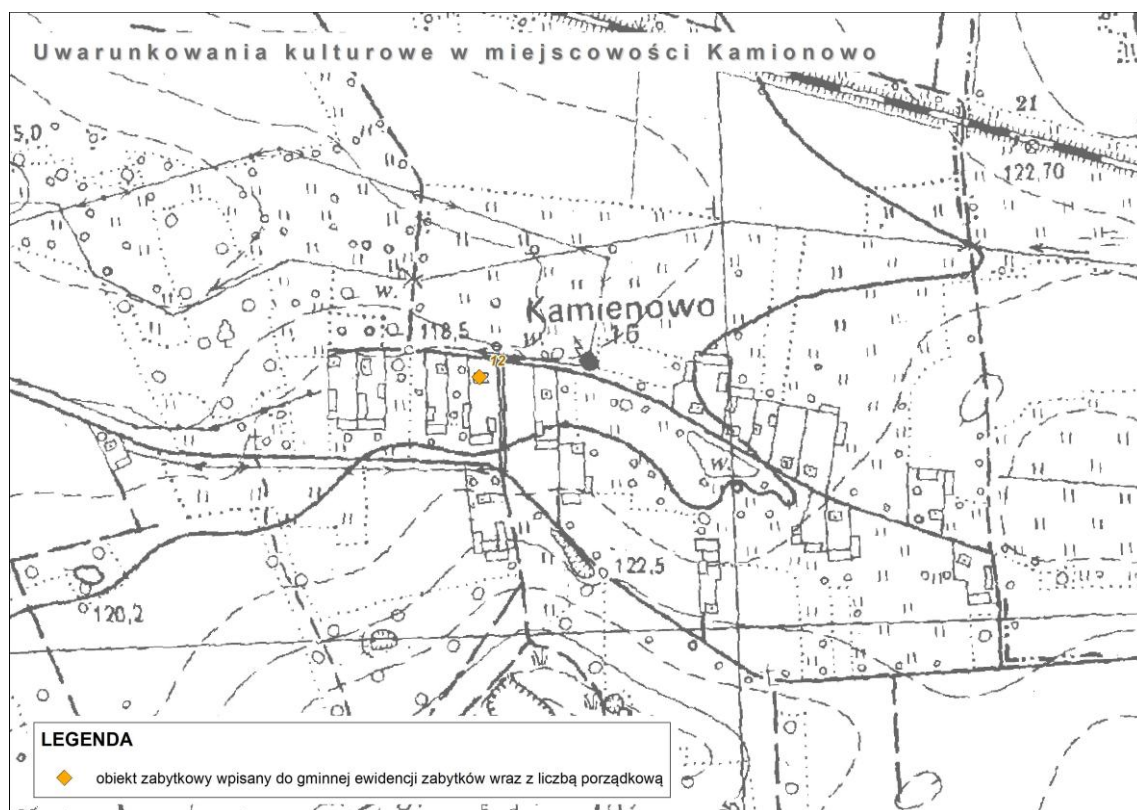 Uwarunkowania kulturowe w miejscowości Kamionowo
21
5,0
122,70
W.
Kamienowo
118,5
16
12
W.
122,5
120,2
LEGENDA
obiekt zabytkowy wpisany do gminnej ewidencji zabytków wraz z liczbą porządkową